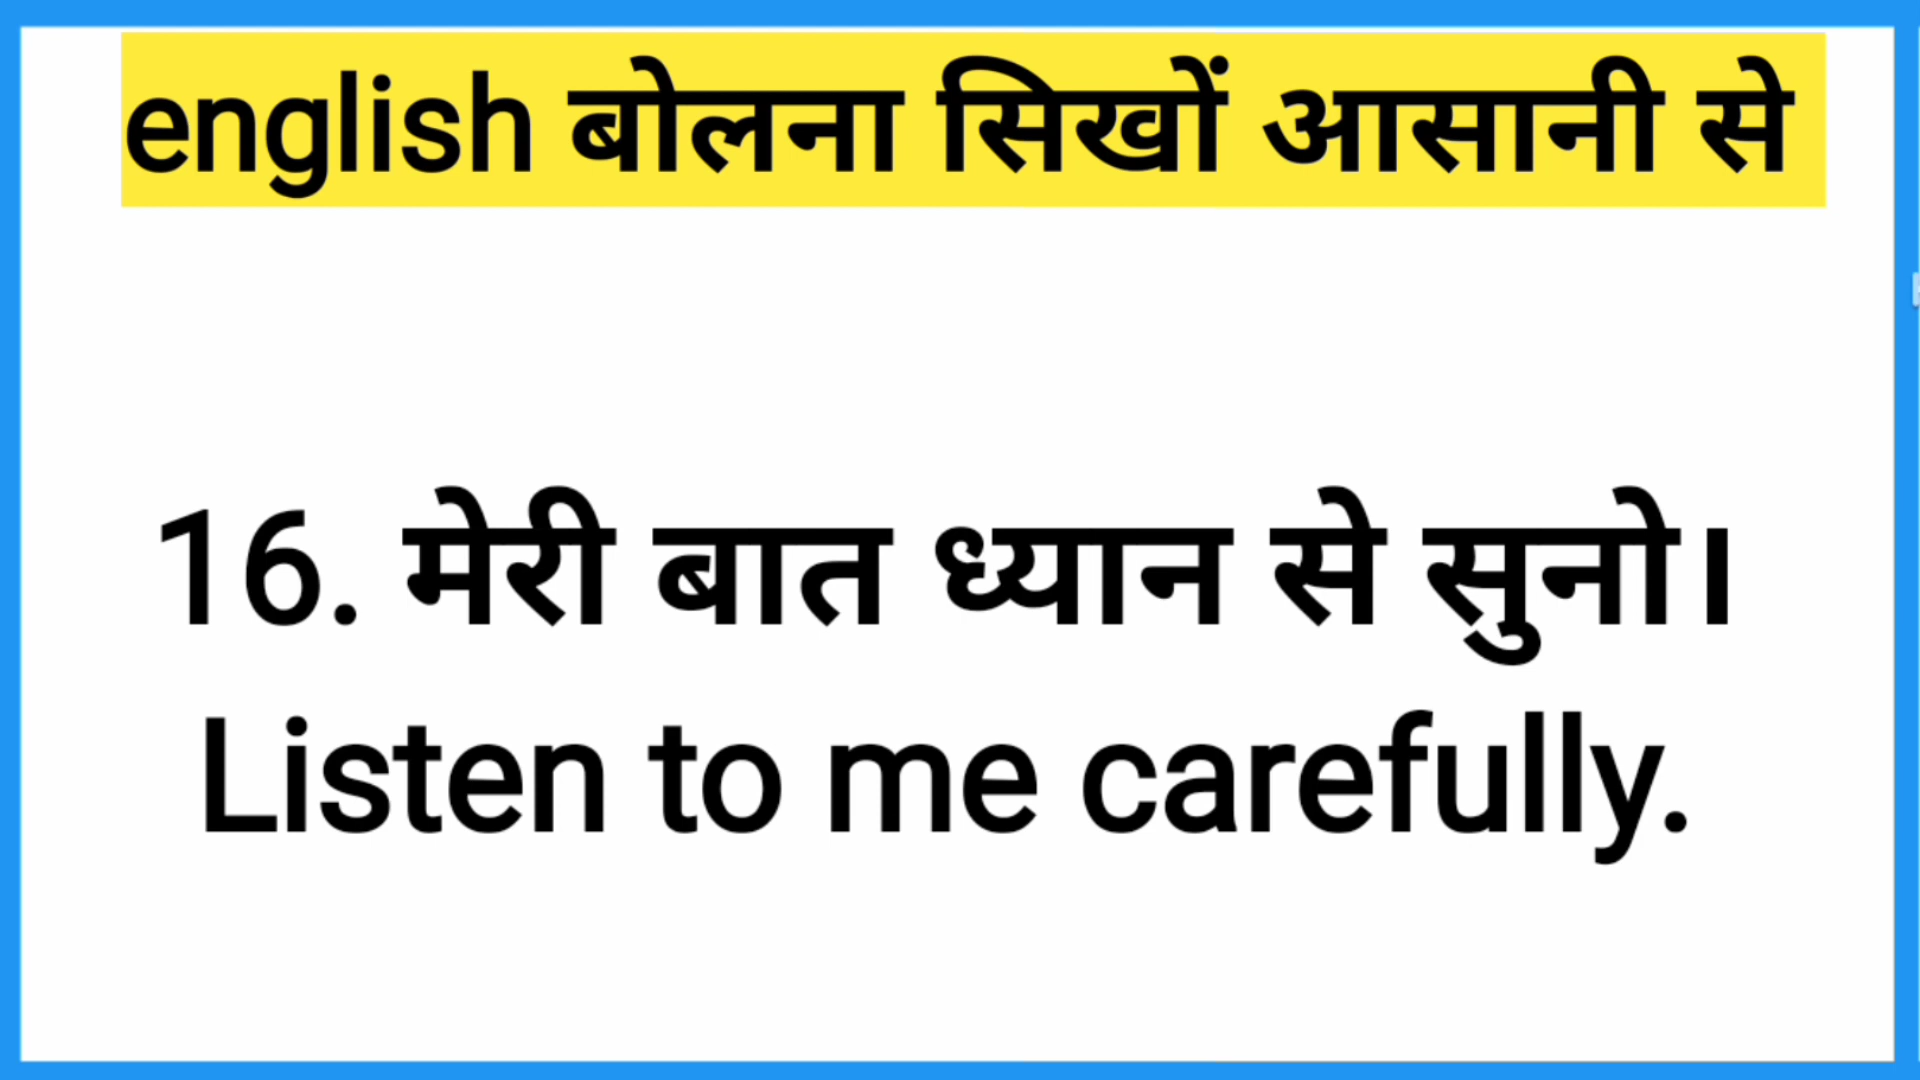 english बोलना सिखों आसानी से
16. मेरी बात ध्यान से सुनो।
Listen to me carefully.